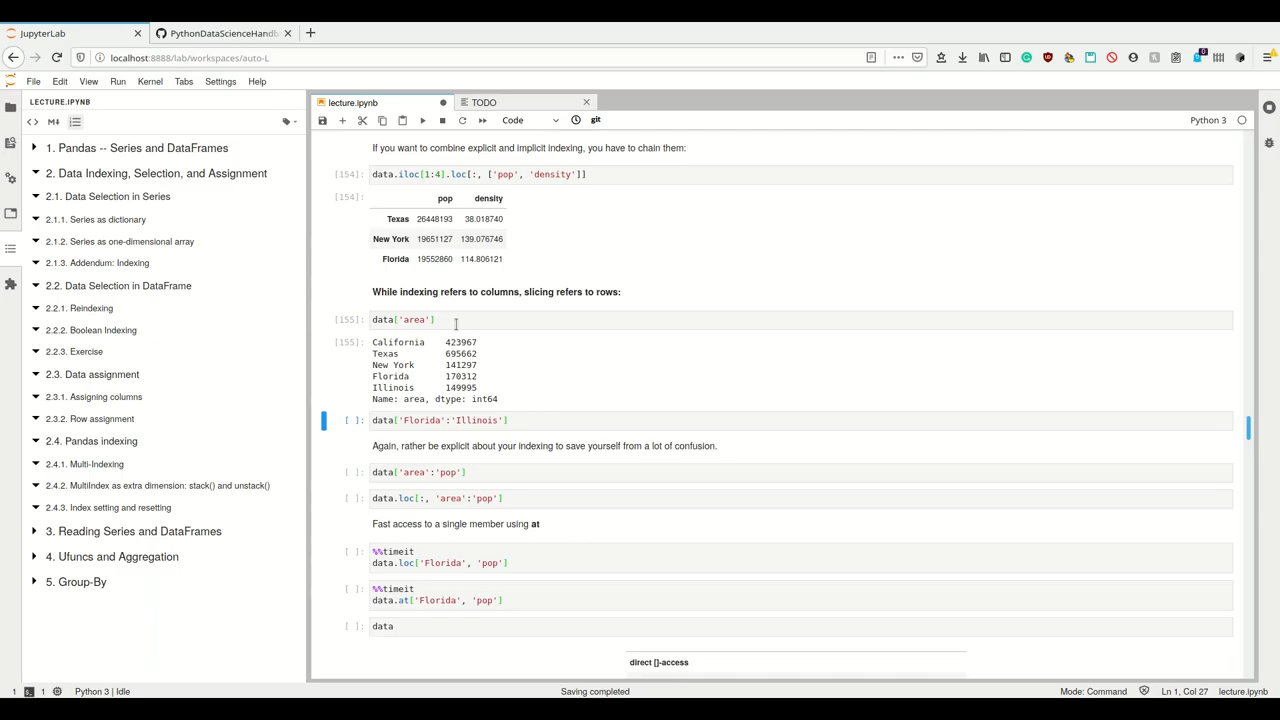 JupyterLab
PythonDataScienceHandb
localhost:8888/lab/workspaces/auto-L
0
File Edit View Run Kernel Tabs Settings Help
LECTURE.IPYNB
1. Pandas -- Series and DataFrames
2. Data Indexing, Selection, and Assignment
2.1. Data Selection in Series
2.1.1. Series as dictionary
2.1.2. Series as one-dimensional array
2.1.3. Addendum: Indexing
2.2. Data Selection in DataFrame
2.2.1. Reindexing
2.2.2. Boolean Indexing
2.2.3. Exercise
2.3. Data assignment
2.3.1. Assigning columns
2.3.2. Row assignment
2.4. Pandas indexing
2.4.1. Multi-Indexing
2.4.2. MultiIndex as extra dimension: stack() and unstack()
2.4.3. Index setting and resetting
3. Reading Series and DataFrames
4. Ufuncs and Aggregation
5. Group-By
lecture.ipynb
TODO
Code
git
Python 3
If you want to combine explicit and implicit indexing, you have to chain them:
[154]: data.iloc[1:4].loc[:, ['pop', 'density']]
[154]: pop density
Texas 26448193 38.018740
New York 19651127 139.076746
Florida 19552860 114.806121
While indexing refers to columns, slicing refers to rows:
[155]: data['area']
[155]: California 423967
Texas 695662
New York 141297
Florida 170312
Illinois 149995
Name: area, dtype: int64
[ ]: data['Florida':'Illinois']
Again, rather be explicit about your indexing to save yourself from a lot of confusion.
[ ]: data['area':'pop']
[ ]: data.loc[:, 'area':'pop']
Fast access to a single member using at
[ ]: %%timeit
data.loc['Florida', 'pop']
[ ]: %%timeit
data.at['Florida', 'pop']
[ ]: data
direct []-access
1 1 Python 3 | Idle
Saving completed
Mode: Command Ln 1, Col 27 lecture.ipynb